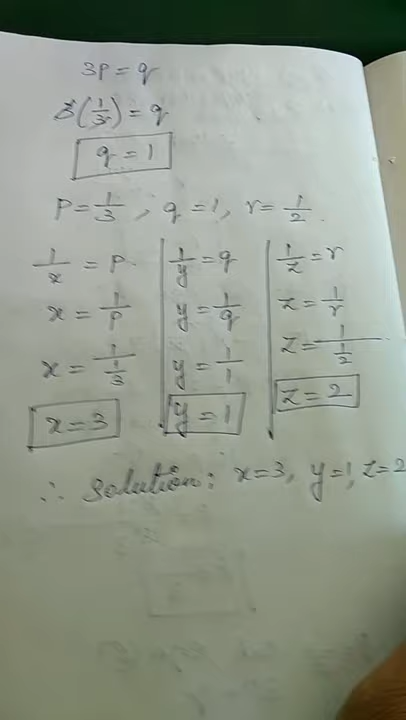 3p = q
3(1/3) = q
q = 1
p = 1/3, q = 1, r = 1/2
1/x = p
x = 1/p
x = 1/(1/3)
x = 3
1/y = q
y = 1/q
y = 1/1
y = 1
1/z = r
z = 1/r
z = 1/(1/2)
z = 2
∴ Solution: x=3, y=1, z=2